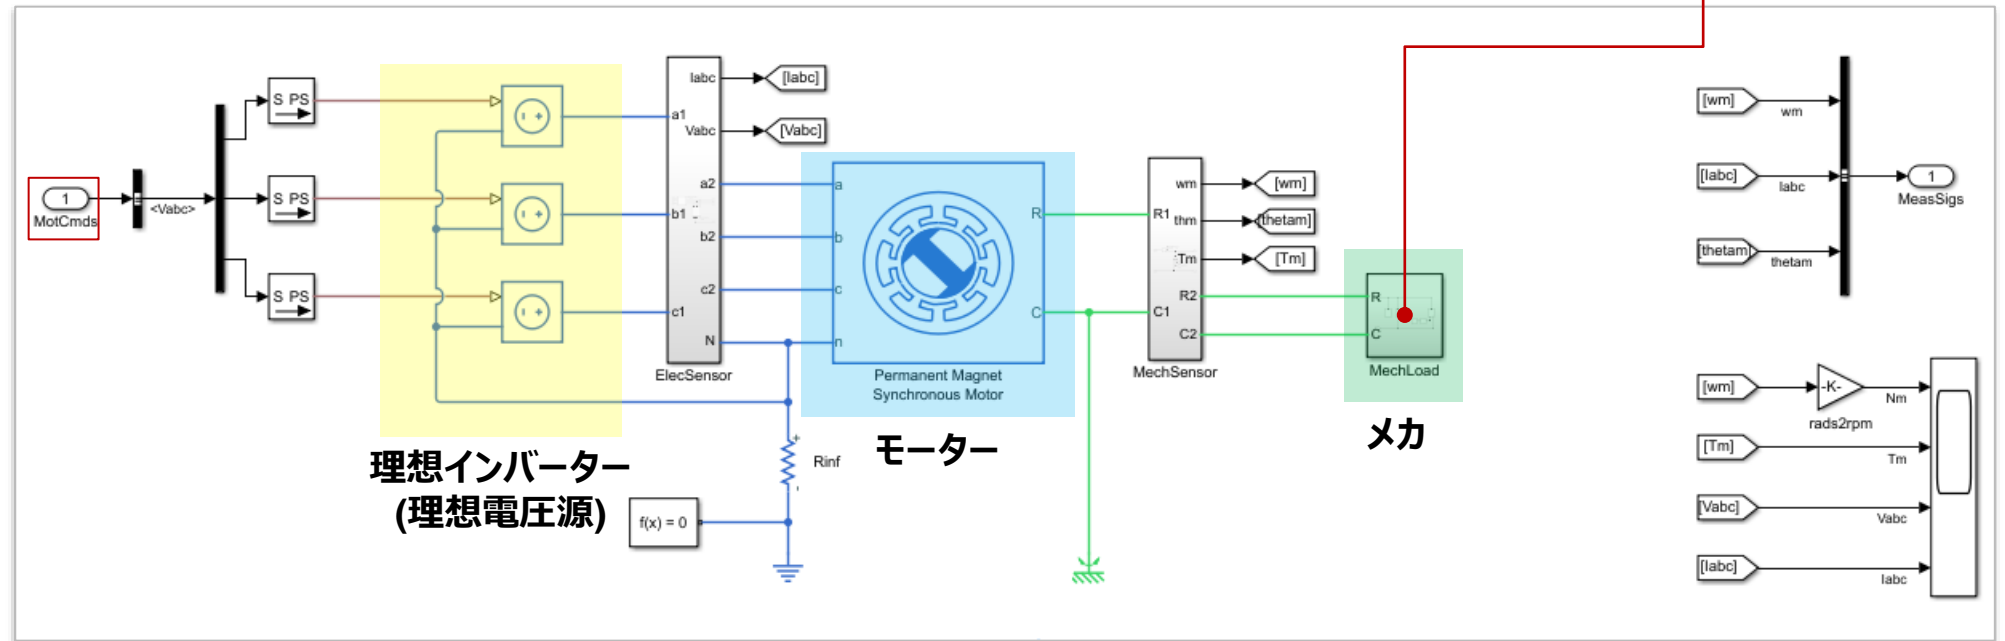 1
MotCmds
<Vabc>
S PS
S PS
S PS
理想インバーター
(理想電圧源)
Iabc
Vabc
a1
a2
b1
b2
c2
c1
N
ElecSensor
[Iabc]
[Vabc]
a
b
c
n
R
C
Permanent Magnet
Synchronous Motor
モーター
Rinf
+
-
f(x) = 0
wm
R1
thm
Tm
R2
C1
C2
MechSensor
[wm]
[thetam]
[Tm]
R
C
MechLoad
メカ
[wm]
wm
[Iabc]
Iabc
[thetam]
thetam
1
MeasSigs
[wm]
-K-
rads2rpm
Nm
[Tm]
Tm
[Vabc]
Vabc
[Iabc]
Iabc